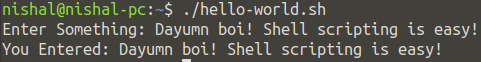 nishal@nishal-pc:~$ ./hello-world.sh
Enter Something: Dayumn boi! Shell scripting is easy!
You Entered: Dayumn boi! Shell scripting is easy!